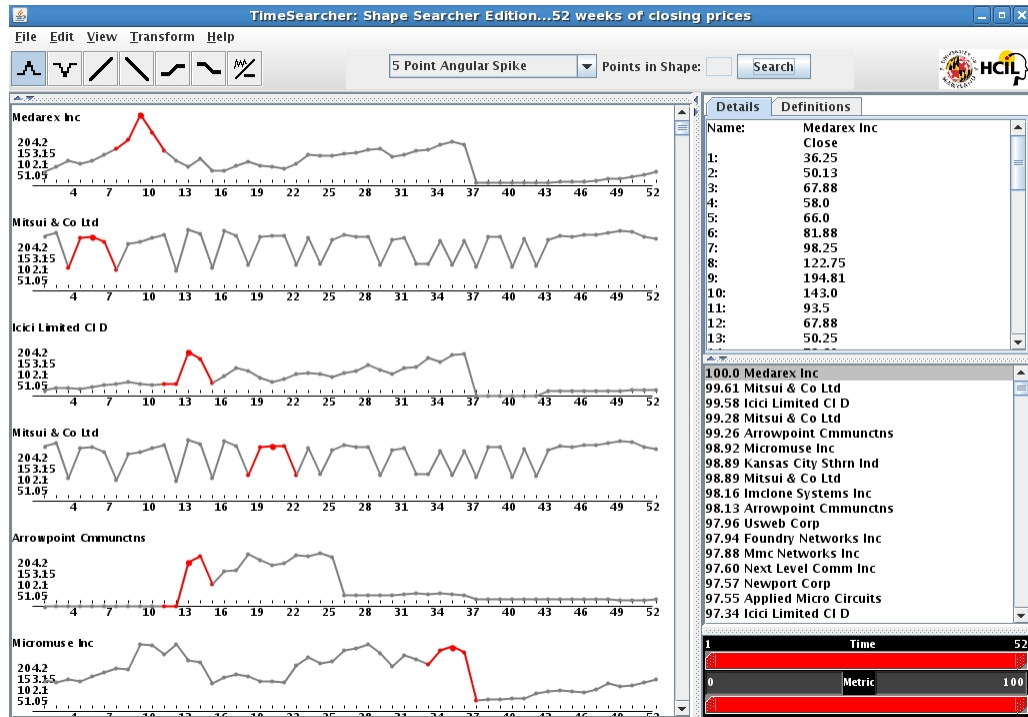 TimeSearcher: Shape Searcher Edition...52 weeks of closing prices
File Edit View Transform Help
5 Point Angular Spike Points in Shape: Search
UNIVERSITY OF MARYLAND HCIL
Medarex Inc
204.2
153.15
102.1
51.05
4 7 10 13 16 19 22 25 28 31 34 37 40 43 46 49 52
Mitsui & Co Ltd
204.2
153.15
102.1
51.05
4 7 10 13 16 19 22 25 28 31 34 37 40 43 46 49 52
Icici Limited Cl D
204.2
153.15
102.1
51.05
4 7 10 13 16 19 22 25 28 31 34 37 40 43 46 49 52
Mitsui & Co Ltd
204.2
153.15
102.1
51.05
4 7 10 13 16 19 22 25 28 31 34 37 40 43 46 49 52
Arrowpoint Cmmunctns
204.2
153.15
102.1
51.05
4 7 10 13 16 19 22 25 28 31 34 37 40 43 46 49 52
Micromuse Inc
204.2
153.15
102.1
51.05
Details Definitions
Name: Medarex Inc
Close
1: 36.25
2: 50.13
3: 67.88
4: 58.0
5: 66.0
6: 81.88
7: 98.25
8: 122.75
9: 194.81
10: 143.0
11: 93.5
12: 67.88
13: 50.25
100.0 Medarex Inc
99.61 Mitsui & Co Ltd
99.58 Icici Limited Cl D
99.28 Mitsui & Co Ltd
99.26 Arrowpoint Cmmunctns
98.92 Micromuse Inc
98.89 Kansas City Sthrn Ind
98.89 Mitsui & Co Ltd
98.16 Imclone Systems Inc
98.13 Arrowpoint Cmmunctns
97.96 Usweb Corp
97.94 Foundry Networks Inc
97.88 Mmc Networks Inc
97.60 Next Level Comm Inc
97.57 Newport Corp
97.55 Applied Micro Circuits
97.34 Icici Limited Cl D
1 Time 52
0 Metric 100